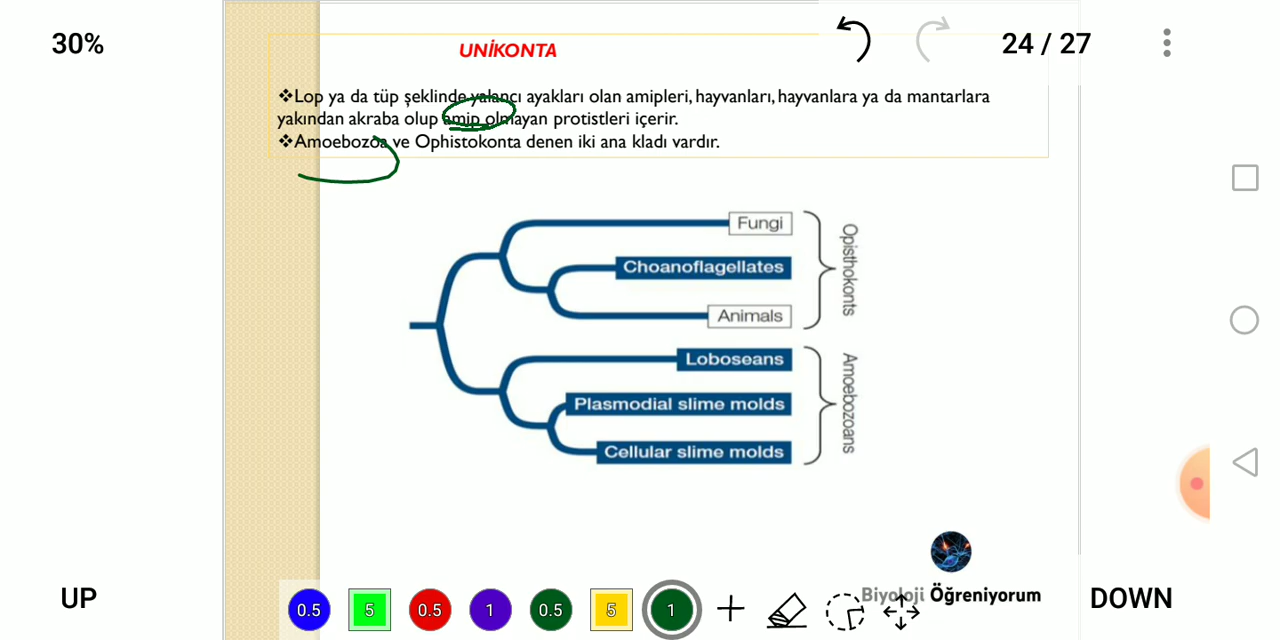 30%
24 / 27
UNİKONTA
❖Lop ya da tüp şeklinde yalancı ayakları olan amipleri, hayvanları, hayvanlara ya da mantarlara
yakından akraba olup amip olmayan protistleri içerir.
❖Amoebozoa ve Ophistokonta denen iki ana kladı vardır.
Fungi
Choanoflagellates
Animals
Opisthokonts
Loboseans
Plasmodial slime molds
Cellular slime molds
Amoebozoans
Biyoloji Öğreniyorum
UP
0.5
5
0.5
1
0.5
5
1
DOWN